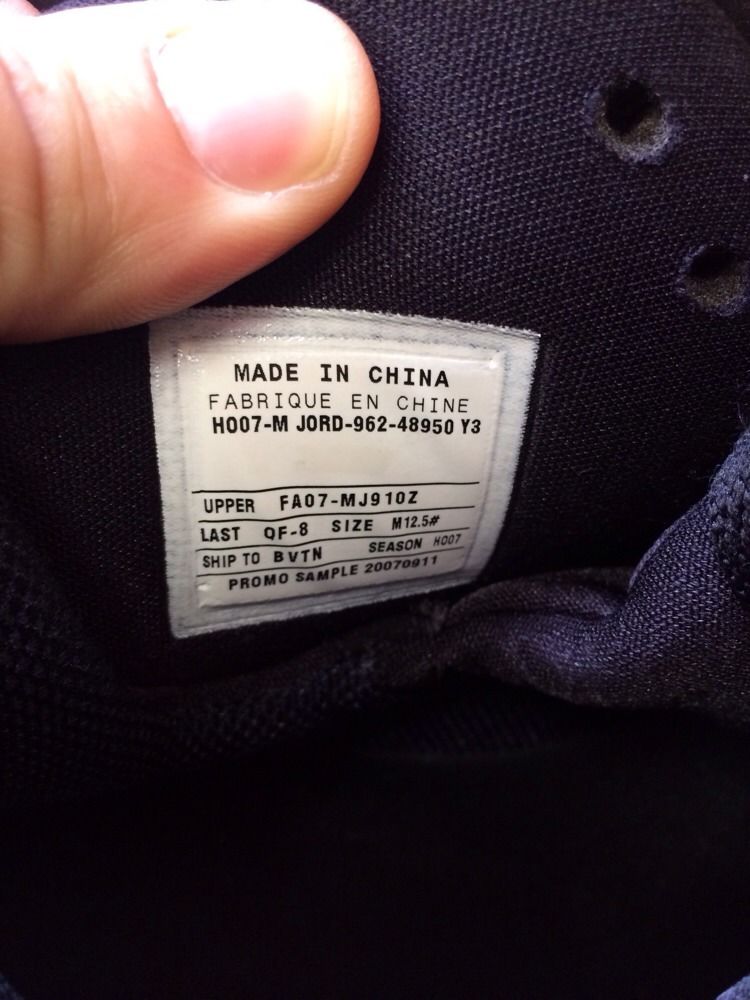 MADE IN CHINA
FABRIQUE EN CHINE
HO07-M JORD-962-48950 Y3
UPPER FA07-MJ910Z
LAST QF-8 SIZE M12.5#
SHIP TO BVTN SEASON HO07
PROMO SAMPLE 20070911